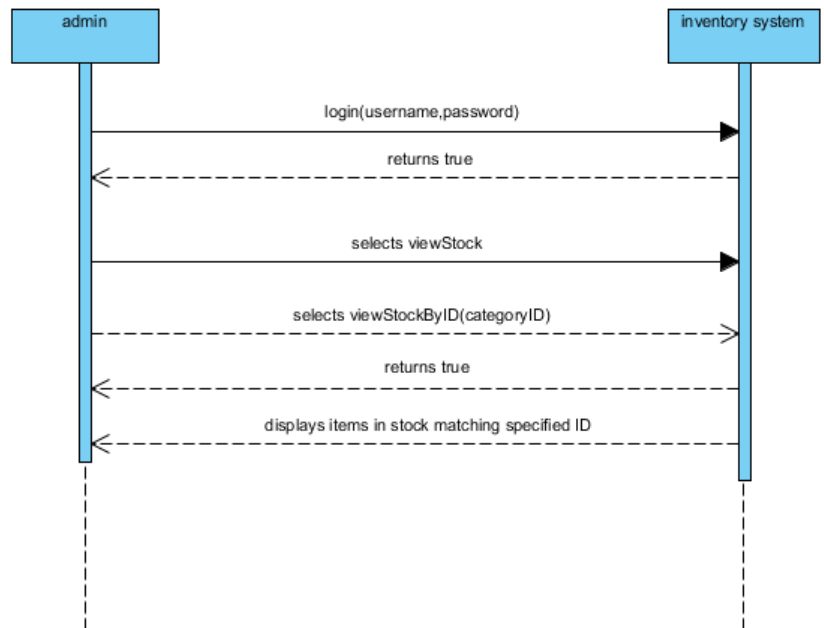 admin
inventory system
login(username,password)
returns true
selects viewStock
selects viewStockByID(categoryID)
returns true
displays items in stock matching specified ID